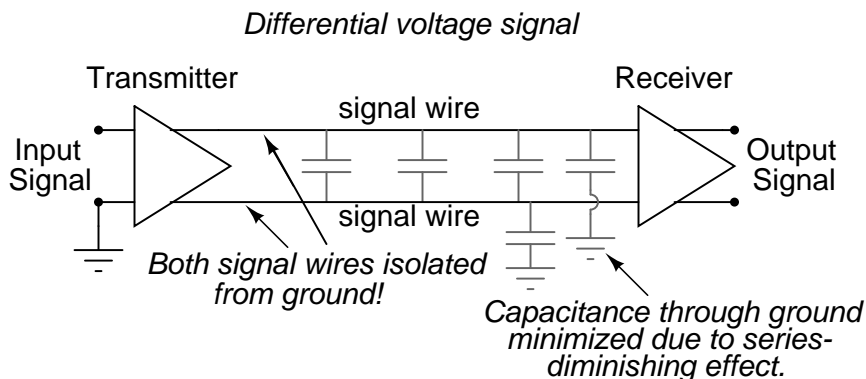 Differential voltage signal
Transmitter
Receiver
signal wire
Input
Signal
Output
Signal
signal wire
Both signal wires isolated
from ground!
Capacitance through ground
minimized due to series-
diminishing effect.